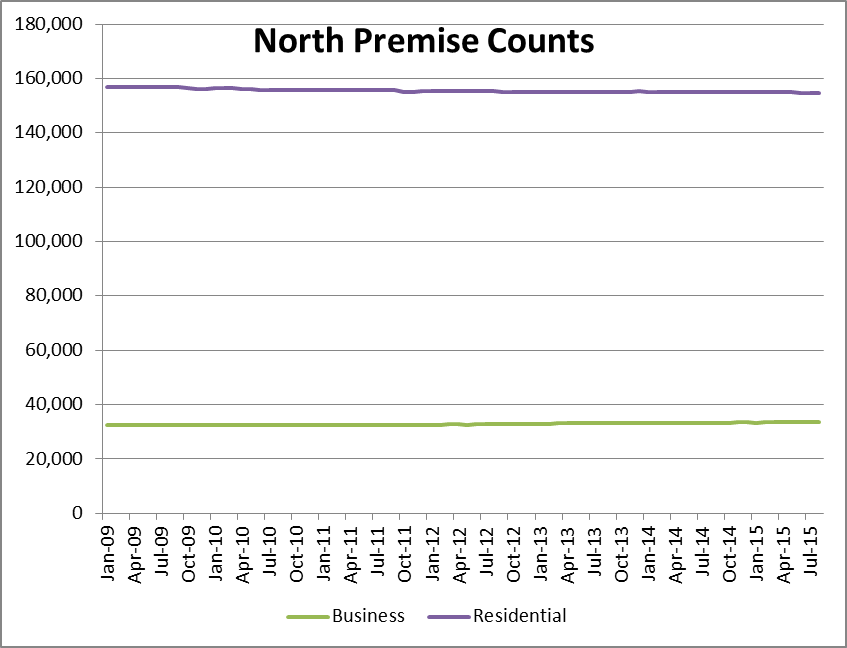 North Premise Counts
180,000
160,000
140,000
120,000
100,000
80,000
60,000
40,000
20,000
0
Jan-09
Apr-09
Jul-09
Oct-09
Jan-10
Apr-10
Jul-10
Oct-10
Jan-11
Apr-11
Jul-11
Oct-11
Jan-12
Apr-12
Jul-12
Oct-12
Jan-13
Apr-13
Jul-13
Oct-13
Jan-14
Apr-14
Jul-14
Oct-14
Jan-15
Apr-15
Jul-15
Business Residential